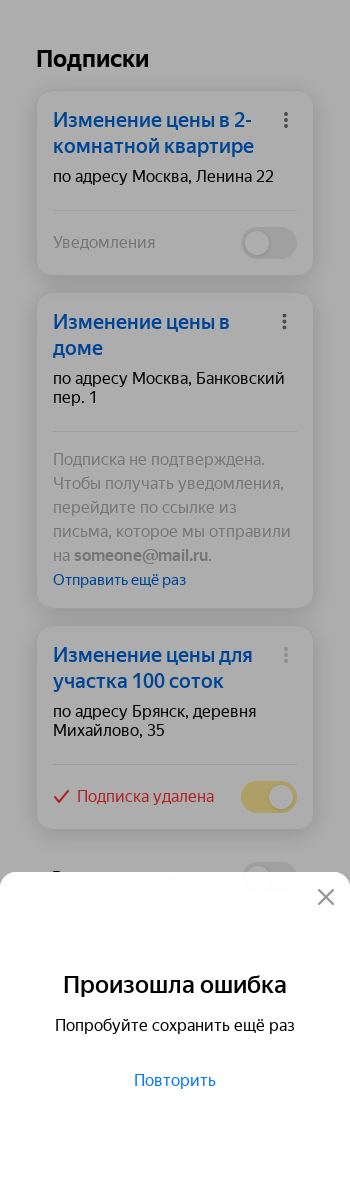 Подписки
Изменение цены в 2-
комнатной квартире
по адресу Москва, Ленина 22
Уведомления
Изменение цены в
доме
по адресу Москва, Банковский
пер. 1
Подписка не подтверждена.
Чтобы получать уведомления,
перейдите по ссылке из
письма, которое мы отправили
на someone@mail.ru.
Отправить ещё раз
Изменение цены для
участка 100 соток
по адресу Брянск, деревня
Михайлово, 35
Подписка удалена
Произошла ошибка
Попробуйте сохранить ещё раз
Повторить